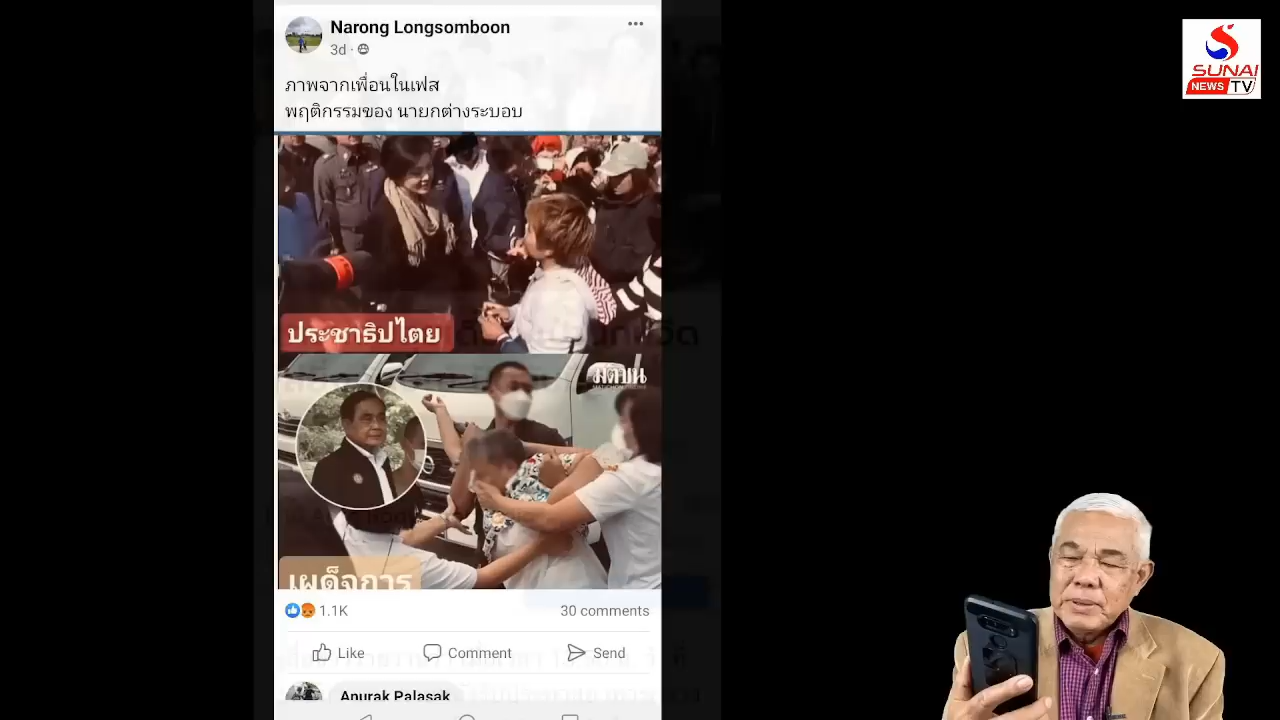 Narong Longsomboon
3d
ภาพจากเพื่อนในเฟส
พฤติกรรมของ นายกต่างระบอบ
ประชาธิปไตย
มติชน
เผด็จการ
1.1K
30 comments
Like
Comment
Send
Anurak Palasak
SUNAI
NEWS TV